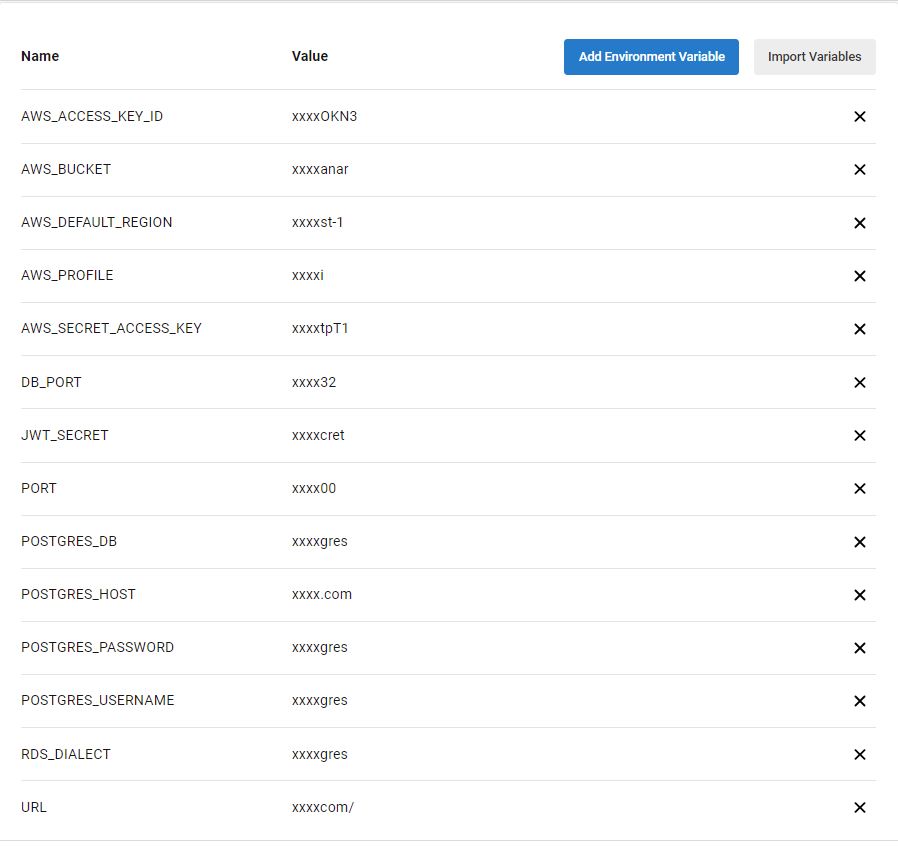 Name Value Add Environment Variable Import Variables
AWS_ACCESS_KEY_ID xxxxOKN3
AWS_BUCKET xxxxanar
AWS_DEFAULT_REGION xxxxst-1
AWS_PROFILE xxxxi
AWS_SECRET_ACCESS_KEY xxxxtpT1
DB_PORT xxxx32
JWT_SECRET xxxxcret
PORT xxxx00
POSTGRES_DB xxxxgres
POSTGRES_HOST xxxx.com
POSTGRES_PASSWORD xxxxgres
POSTGRES_USERNAME xxxxgres
RDS_DIALECT xxxxgres
URL xxxxcom/